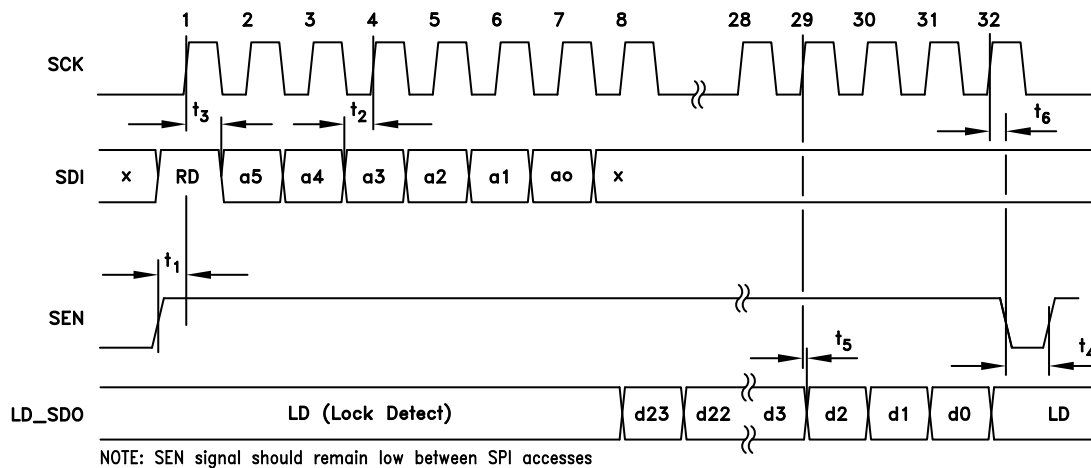 1 2 3 4 5 6 7 8 28 29 30 31 32
SCK
t3 t2 t6
SDI x RD a5 a4 a3 a2 a1 ao x
t1
SEN
t5 t4
LD_SDO LD (Lock Detect) d23 d22 d3 d2 d1 d0 LD
NOTE: SEN signal should remain low between SPI accesses